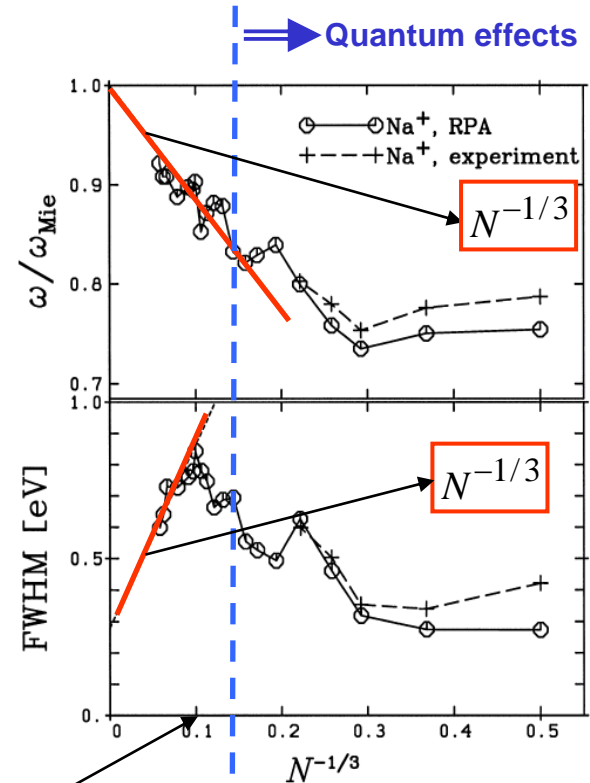 Quantum effects
1.0
0.9
0.8
0.7
ω/ω_Mie
Na⁺, RPA
Na⁺, experiment
N⁻¹/³
1.0
0.5
0.
FWHM [eV]
N⁻¹/³
0 0.1 0.2 0.3 0.4 0.5
N⁻¹/³